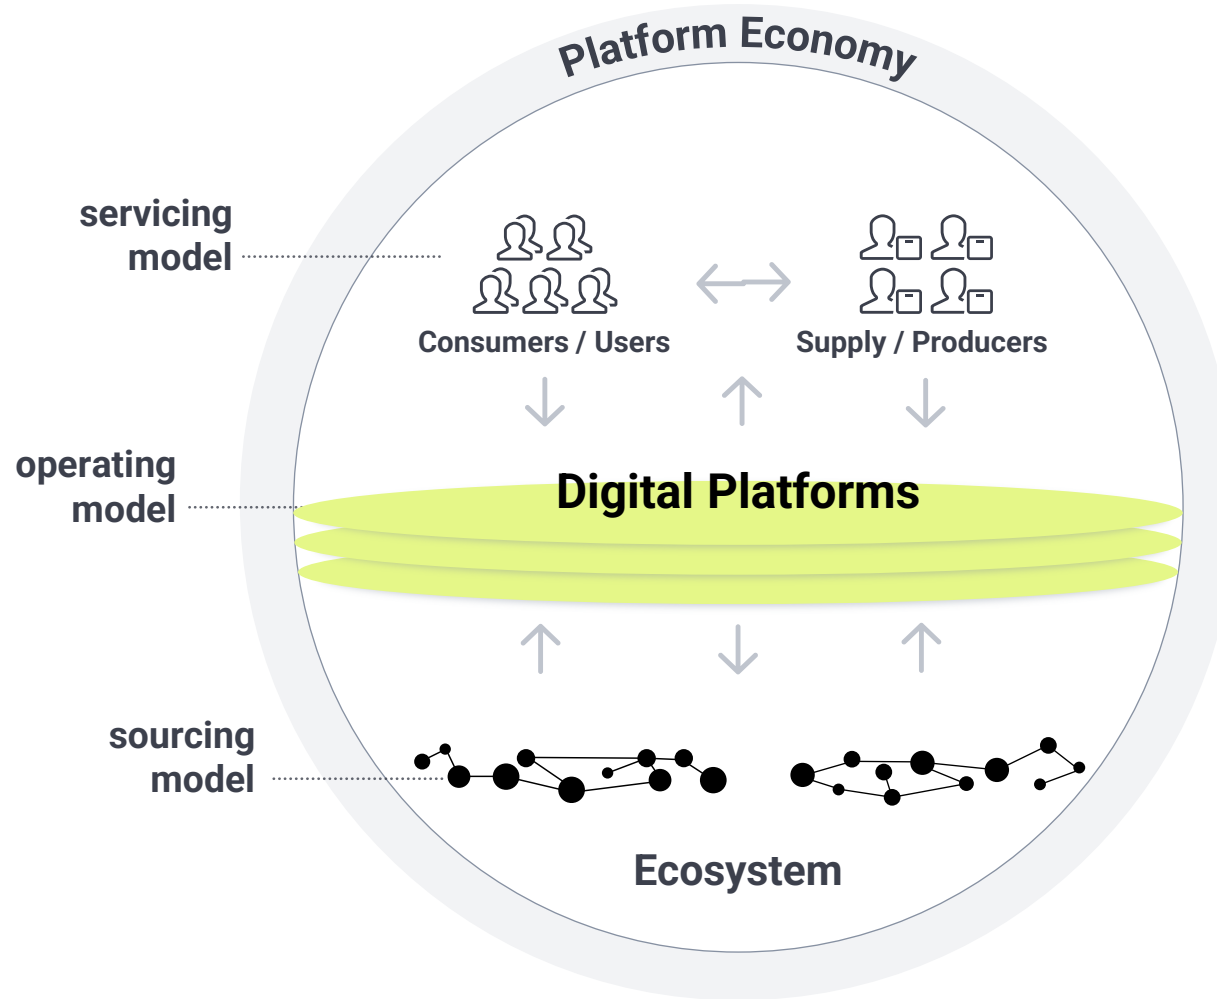 Platform Economy
servicing
model
Consumers / Users
Supply / Producers
operating
model
Digital Platforms
sourcing
model
Ecosystem